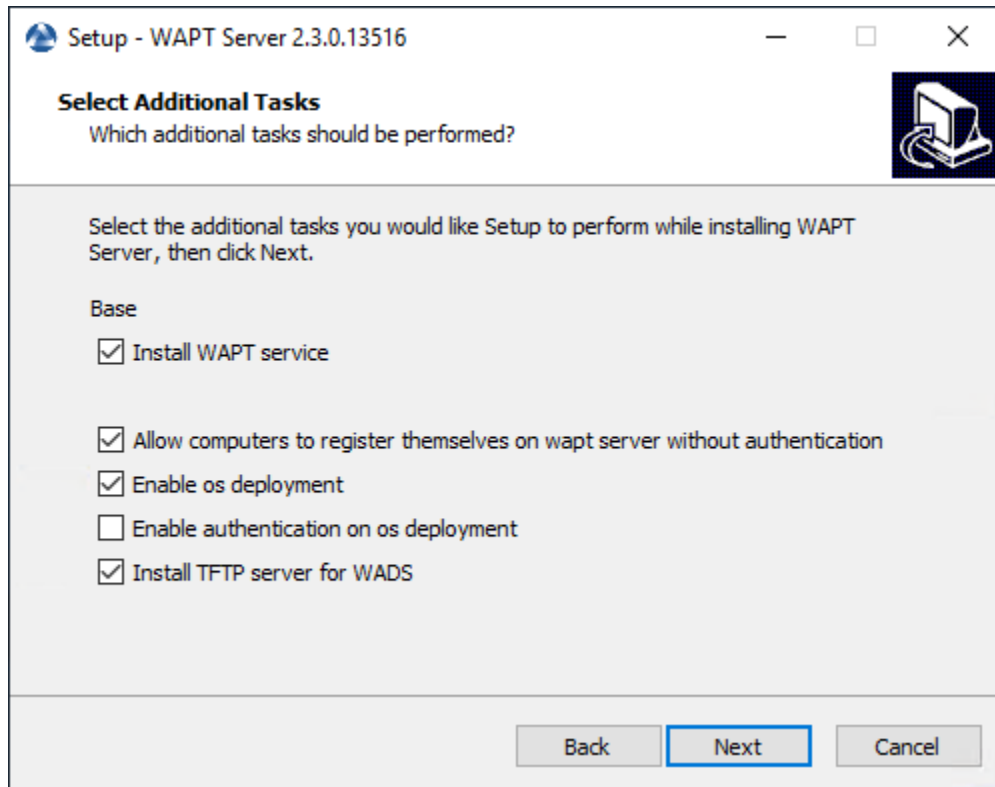 Setup - WAPT Server 2.3.0.13516
Select Additional Tasks
Which additional tasks should be performed?
Select the additional tasks you would like Setup to perform while installing WAPT
Server, then click Next.
Base
Install WAPT service
Allow computers to register themselves on wapt server without authentication
Enable os deployment
Enable authentication on os deployment
Install TFTP server for WADS
Back
Next
Cancel